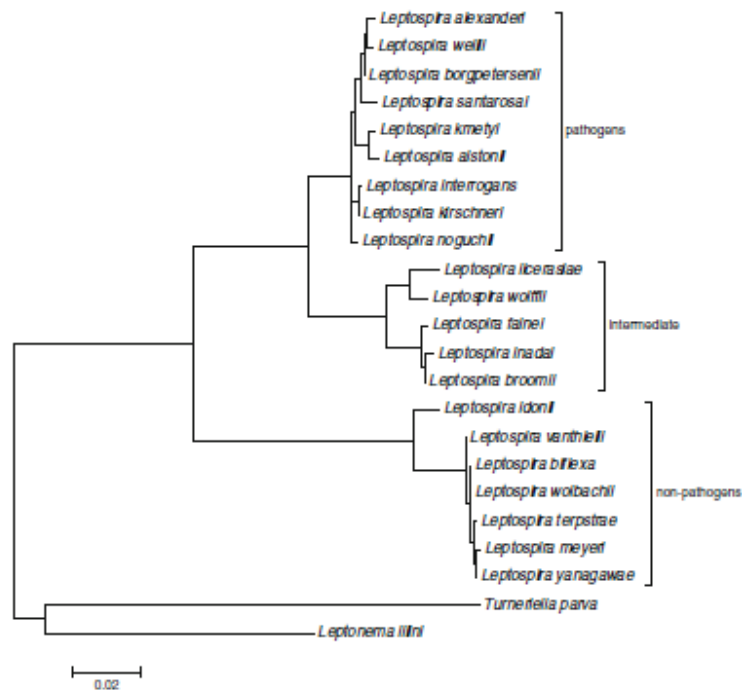 Leptospira alexanderi
Leptospira weilii
Leptospira borgpetersenii
Leptospira santarosai
Leptospira kmetyi
Leptospira alstonii
pathogens
Leptospira interrogans
Leptospira kirschneri
Leptospira noguchii
Leptospira licerasiae
Leptospira wolffii
Leptospira fainei
intermediate
Leptospira inadai
Leptospira broomii
Leptospira idonii
Leptospira vanthielii
Leptospira biflexa
Leptospira wolbachii
non-pathogens
Leptospira terpstrae
Leptospira meyeri
Leptospira yanagawae
Turneriella parva
Leptonema illini
0.02